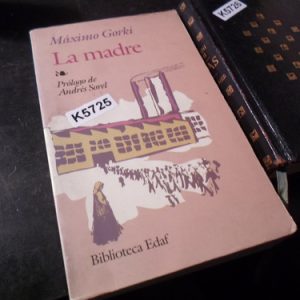 Máximo Gorki
La madre
Prólogo de
Andrés Sorel
K5725
Biblioteca Edaf
K5726